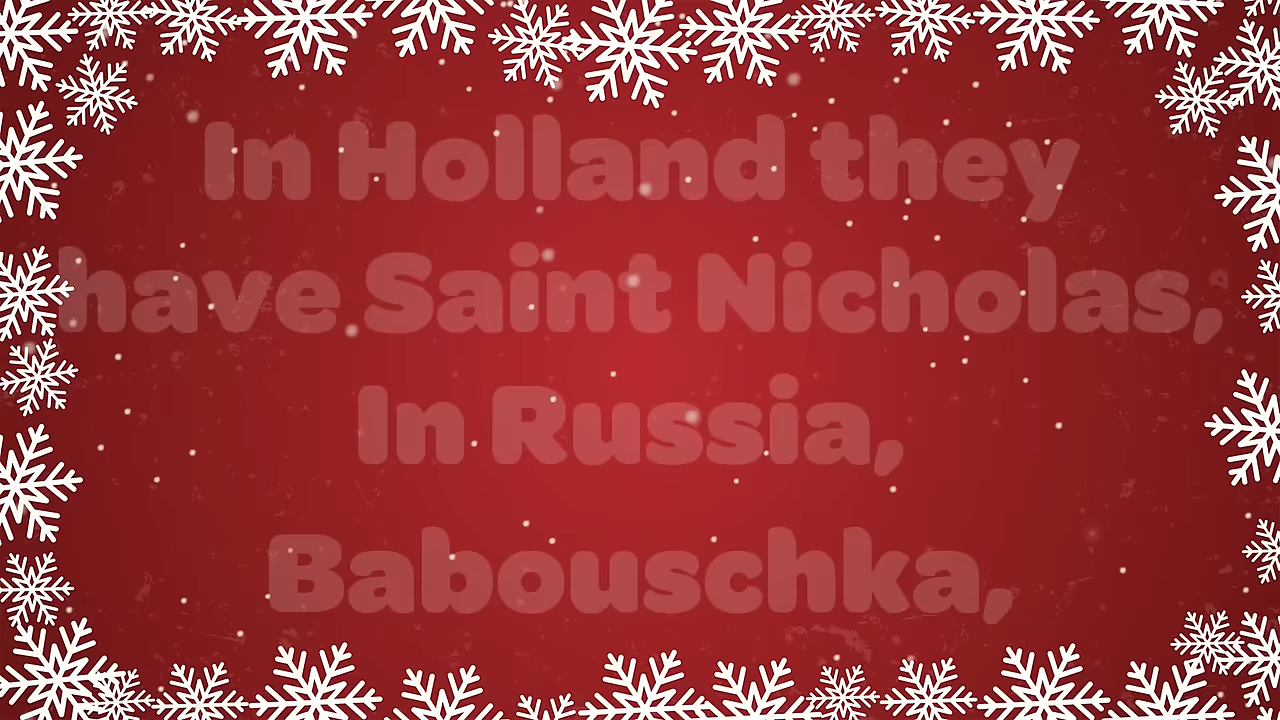 In Holland they
have Saint Nicholas,
In Russia,
Babouschka,